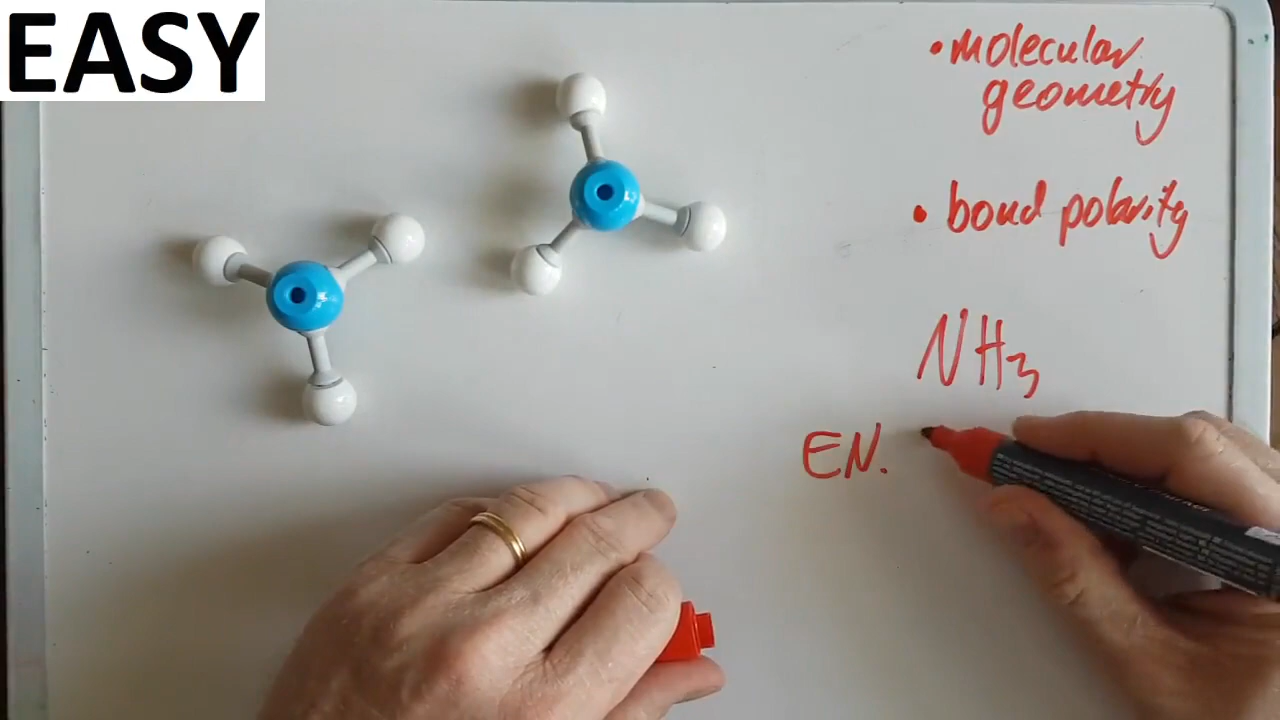 EASY
• molecular
geometry
• bond polarity
NH3
EN.